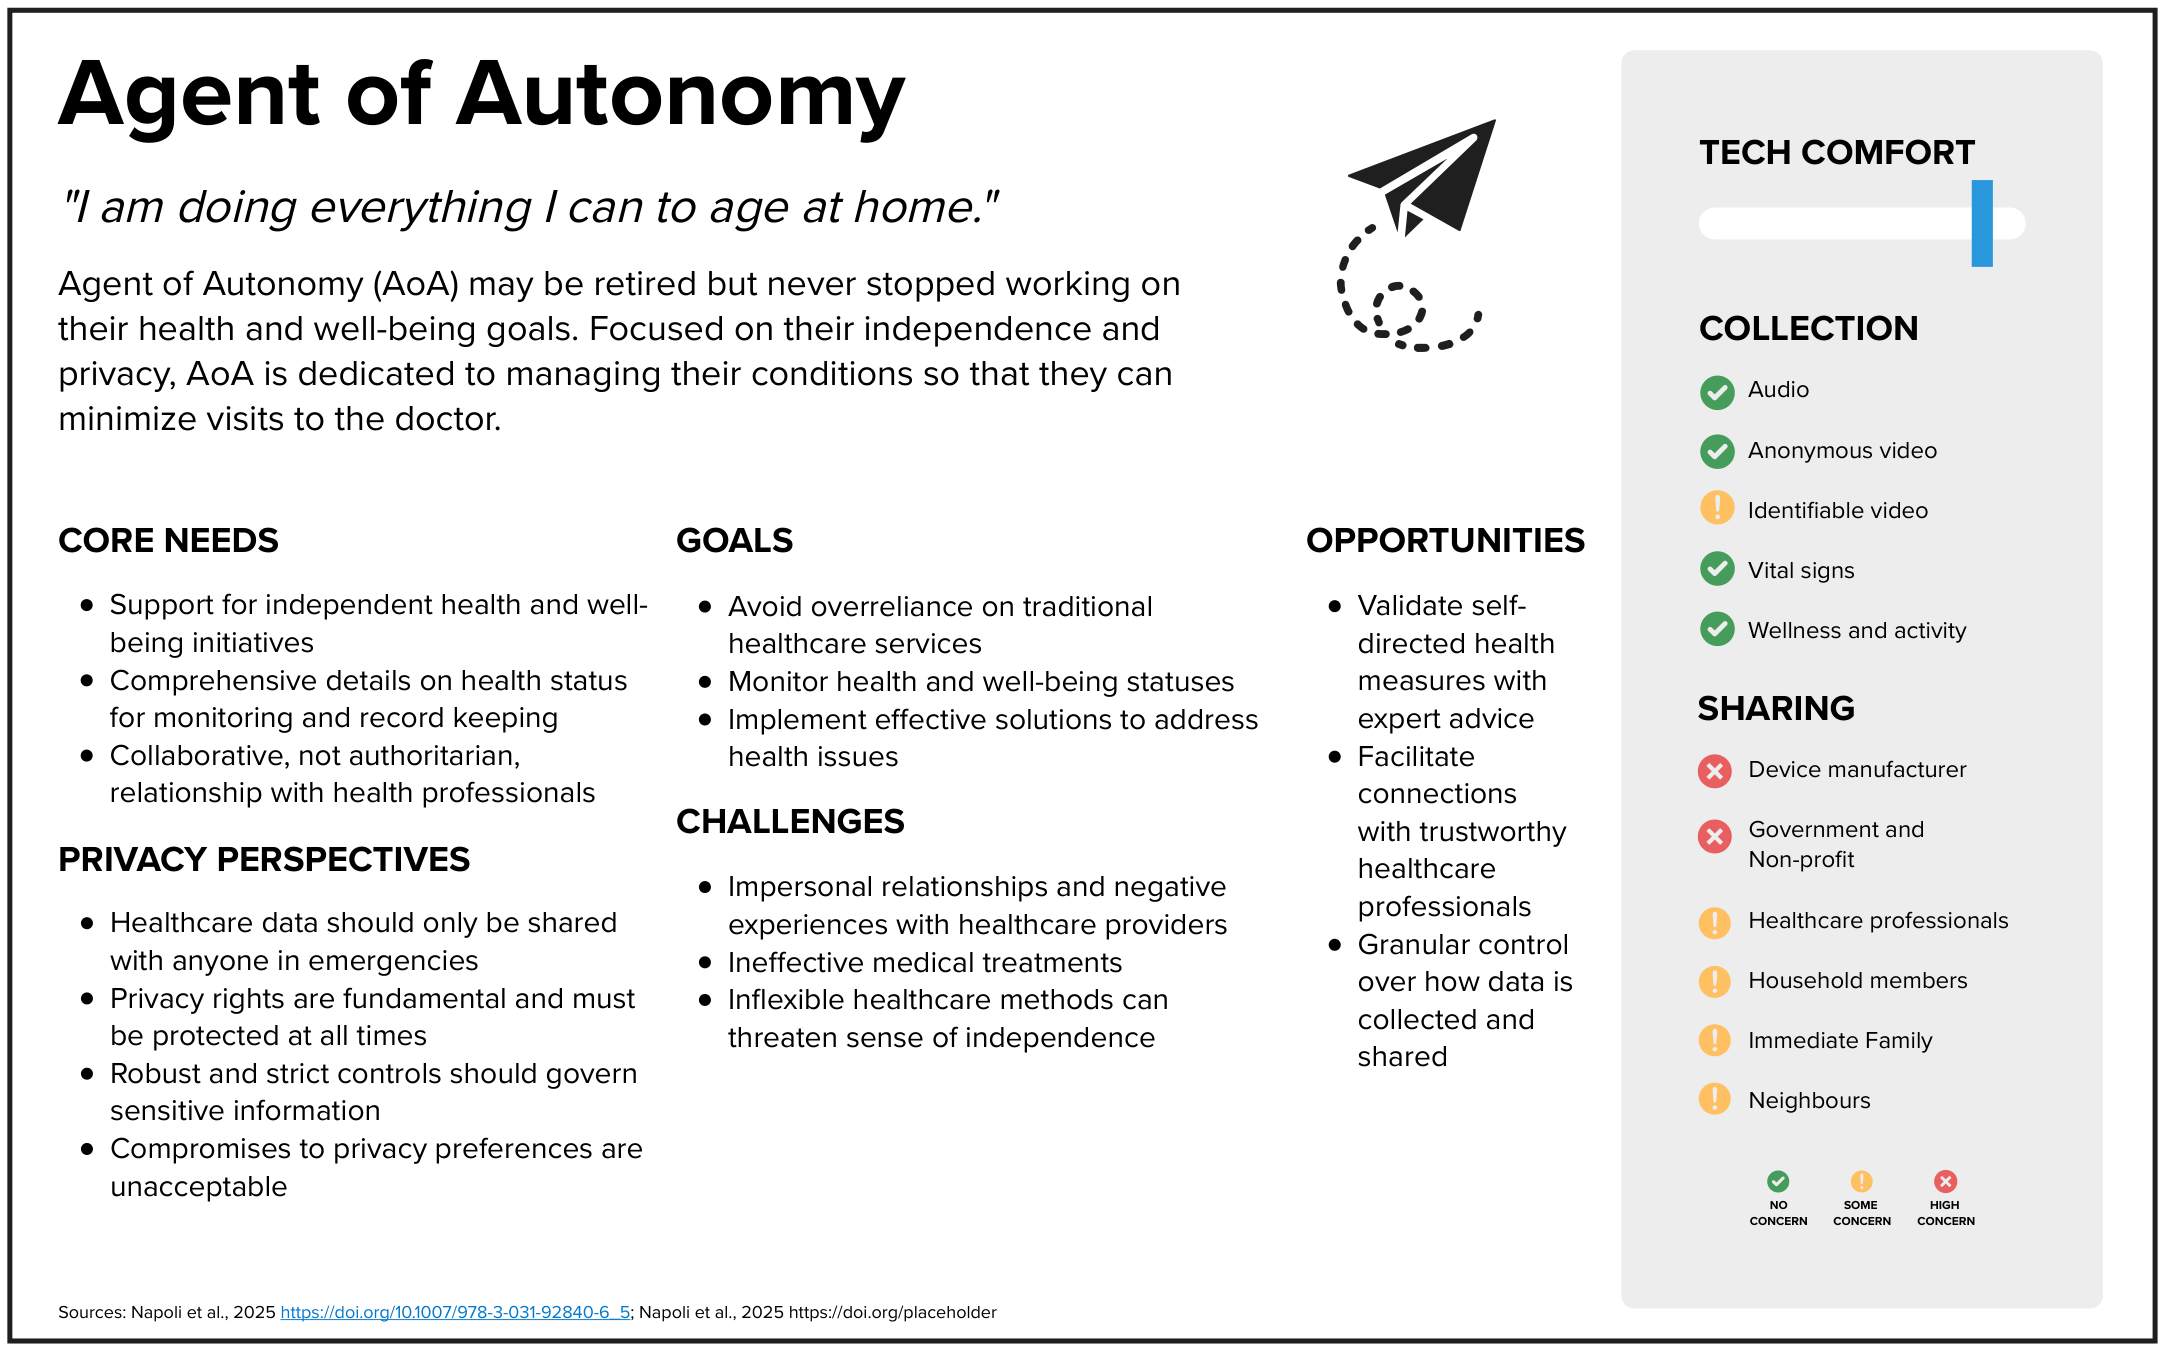 Agent of Autonomy
"I am doing everything I can to age at home."
Agent of Autonomy (AoA) may be retired but never stopped working on
their health and well-being goals. Focused on their independence and
privacy, AoA is dedicated to managing their conditions so that they can
minimize visits to the doctor.
CORE NEEDS
• Support for independent health and well-
being initiatives
• Comprehensive details on health status
for monitoring and record keeping
• Collaborative, not authoritarian,
relationship with health professionals
PRIVACY PERSPECTIVES
• Healthcare data should only be shared
with anyone in emergencies
• Privacy rights are fundamental and must
be protected at all times
• Robust and strict controls should govern
sensitive information
• Compromises to privacy preferences are
unacceptable
GOALS
• Avoid overreliance on traditional
healthcare services
• Monitor health and well-being statuses
• Implement effective solutions to address
health issues
CHALLENGES
• Impersonal relationships and negative
experiences with healthcare providers
• Ineffective medical treatments
• Inflexible healthcare methods can
threaten sense of independence
OPPORTUNITIES
• Validate self-
directed health
measures with
expert advice
• Facilitate
connections
with trustworthy
healthcare
professionals
• Granular control
over how data is
collected and
shared
TECH COMFORT
COLLECTION
Audio
Anonymous video
Identifiable video
Vital signs
Wellness and activity
SHARING
Device manufacturer
Government and
Non-profit
Healthcare professionals
Household members
Immediate Family
Neighbours
NO
CONCERN
SOME
CONCERN
HIGH
CONCERN
Sources: Napoli et al., 2025 https://doi.org/10.1007/978-3-031-92840-6_5; Napoli et al., 2025 https://doi.org/placeholder